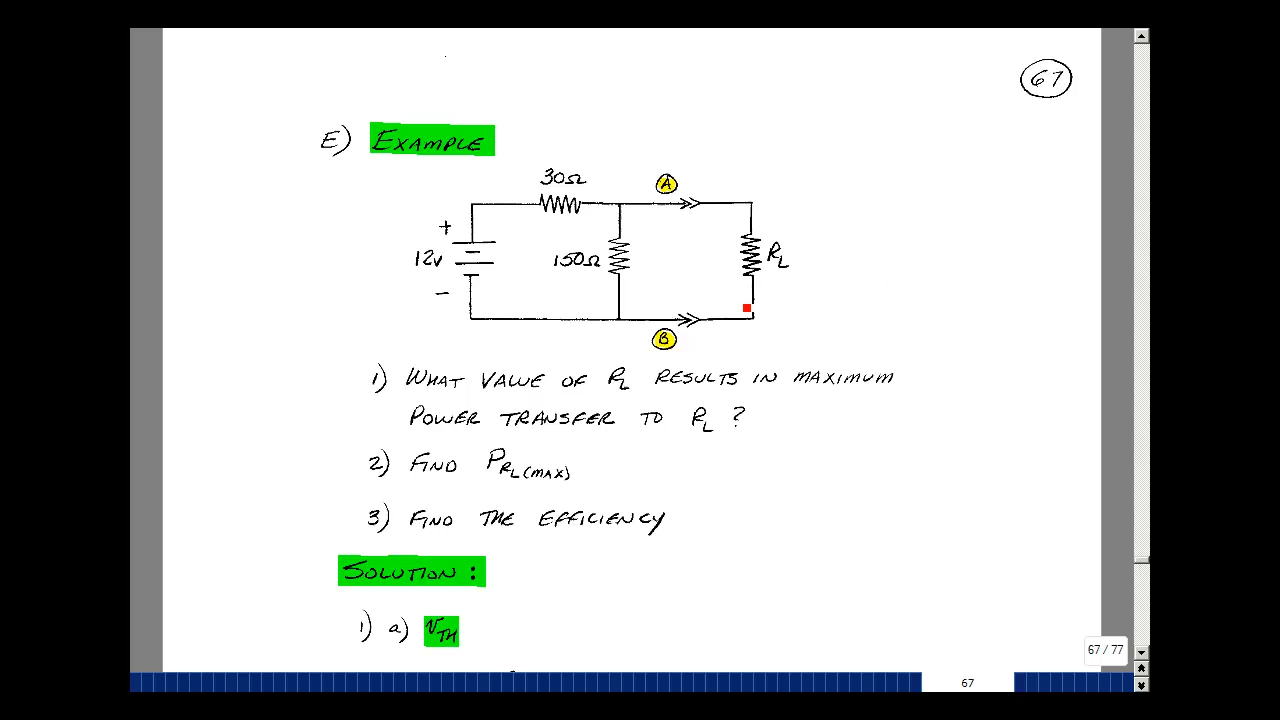 67
E) EXAMPLE
30Ω
A
+
12V
150Ω
RL
−
B
1) WHAT VALUE OF RL RESULTS IN MAXIMUM
POWER TRANSFER TO RL ?
2) FIND PRL(MAX)
3) FIND THE EFFICIENCY
SOLUTION :
1) a) VTH
67 / 77
67